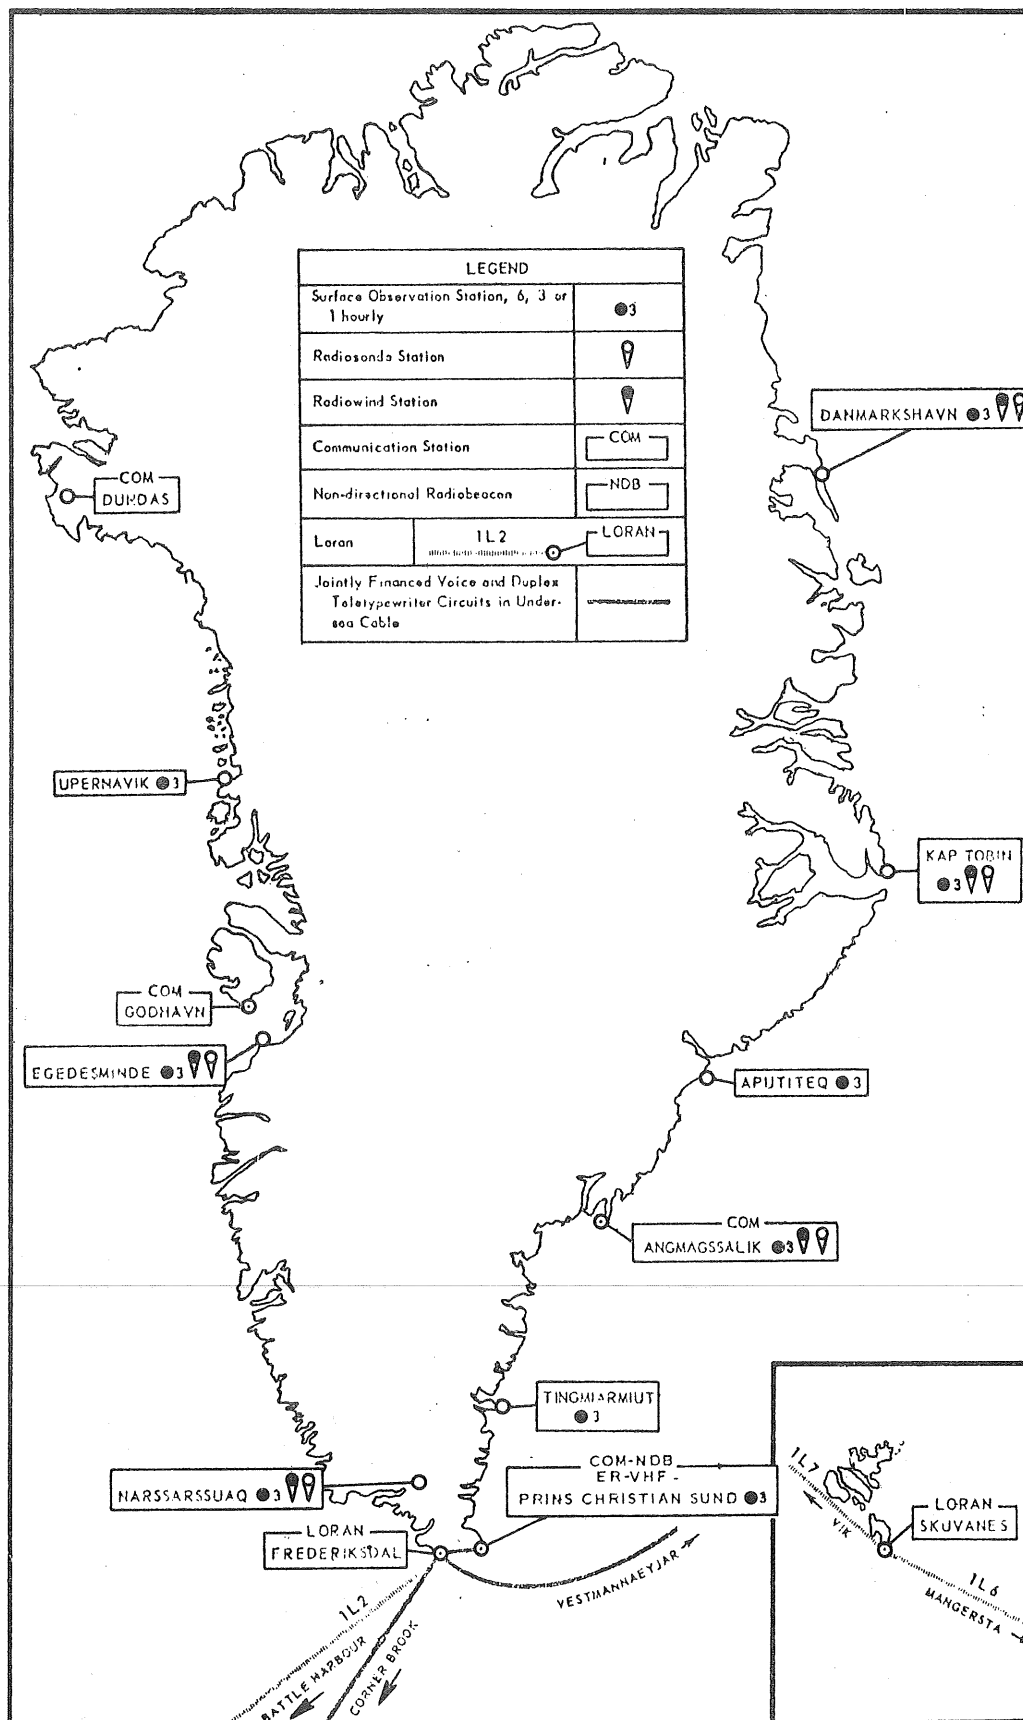 LEGEND
Surface Observation Station, 6, 3 or
1 hourly
3
Radiosonde Station
Radiowind Station
Communication Station
COM
Non-directional Radiobeacon
NDB
Loran
1L2
LORAN
Jointly Financed Voice and Duplex
Teletypewriter Circuits in Under-
sea Cable
DANMARKSHAVN 3
COM
DUNDAS
UPERNAVIK 3
KAP TOBIN
3
COM
GODHAVN
EGEDESMINDE 3
APUTITEQ 3
COM
ANGMAGSSALIK 3
TINGMIARMIUT
3
NARSSARSSUAQ 3
COM-NDB
ER-VHF-
PRINS CHRISTIAN SUND 3
LORAN
FREDERIKSDAL
VESTMANNAEYJAR
1L2
BATTLE HARBOUR
CORNER BROOK
1L7
VIK
LORAN
SKUVANES
1L6
MANGERSTA